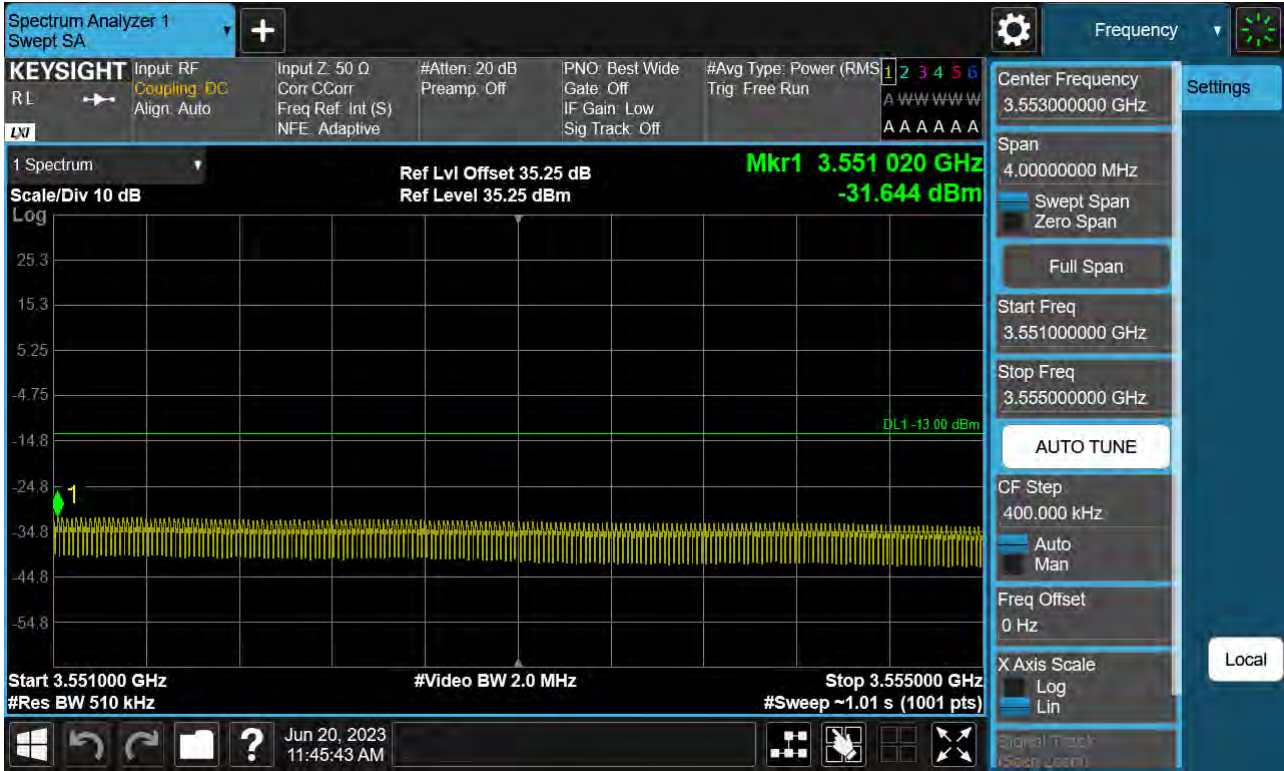 Spectrum Analyzer 1
Swept SA
Frequency
KEYSIGHT
RL
LXI
Input: RF
Coupling: DC
Align: Auto
Input Z: 50 Ω
Corr CCorr
Freq Ref: Int (S)
NFE: Adaptive
#Atten: 20 dB
Preamp: Off
PNO: Best Wide
Gate: Off
IF Gain: Low
Sig Track: Off
#Avg Type: Power (RMS
Trig: Free Run
1 2 3 4 5 6
A W W W W W
A A A A A A
1 Spectrum
Scale/Div 10 dB
Ref Lvl Offset 35.25 dB
Ref Level 35.25 dBm
Mkr1 3.551 020 GHz
-31.644 dBm
Log
25.3
15.3
5.25
-4.75
DL1 -13.00 dBm
-14.8
-24.8
1
-34.8
-44.8
-54.8
Start 3.551000 GHz
#Res BW 510 kHz
#Video BW 2.0 MHz
Stop 3.555000 GHz
#Sweep ~1.01 s (1001 pts)
Center Frequency
3.553000000 GHz
Settings
Span
4.00000000 MHz
Swept Span
Zero Span
Full Span
Start Freq
3.551000000 GHz
Stop Freq
3.555000000 GHz
AUTO TUNE
CF Step
400.000 kHz
Auto
Man
Freq Offset
0 Hz
X Axis Scale
Log
Lin
Local
Signal Track
(Span Zoom)
?
Jun 20, 2023
11:45:43 AM